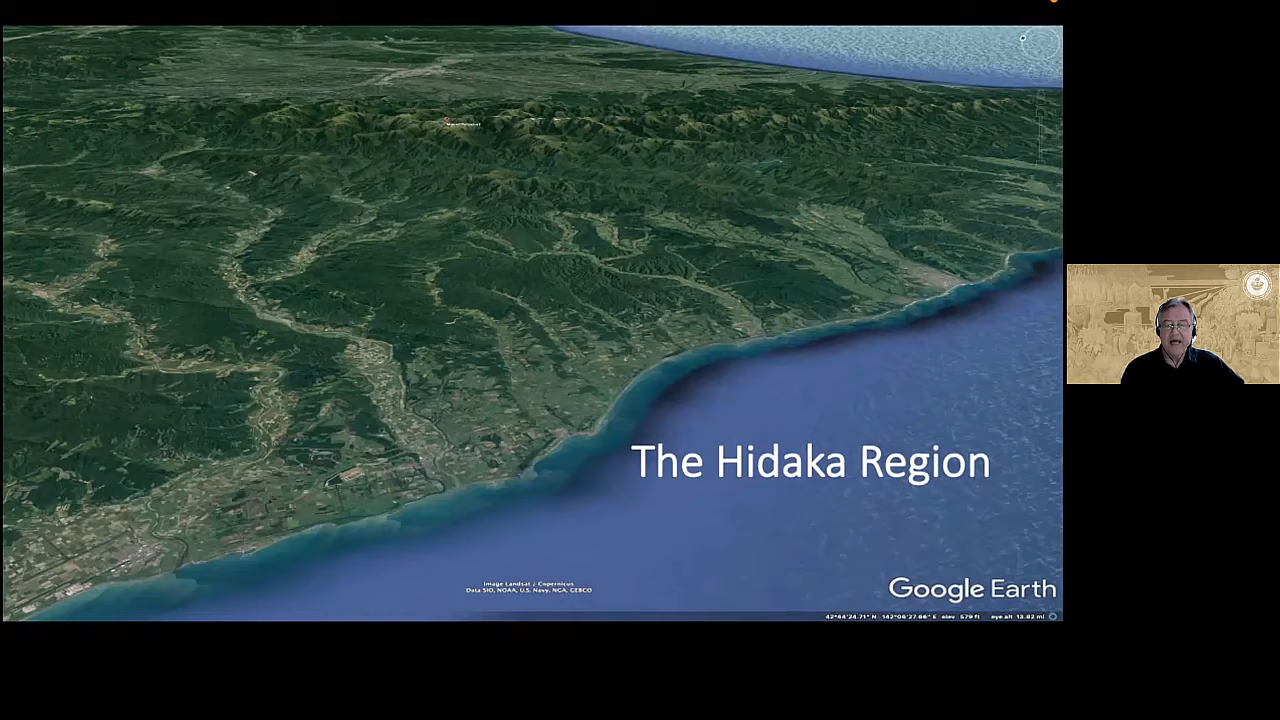 The Hidaka Region
Image Landsat / Copernicus
Data SIO, NOAA, U.S. Navy, NGA, GEBCO
Google Earth